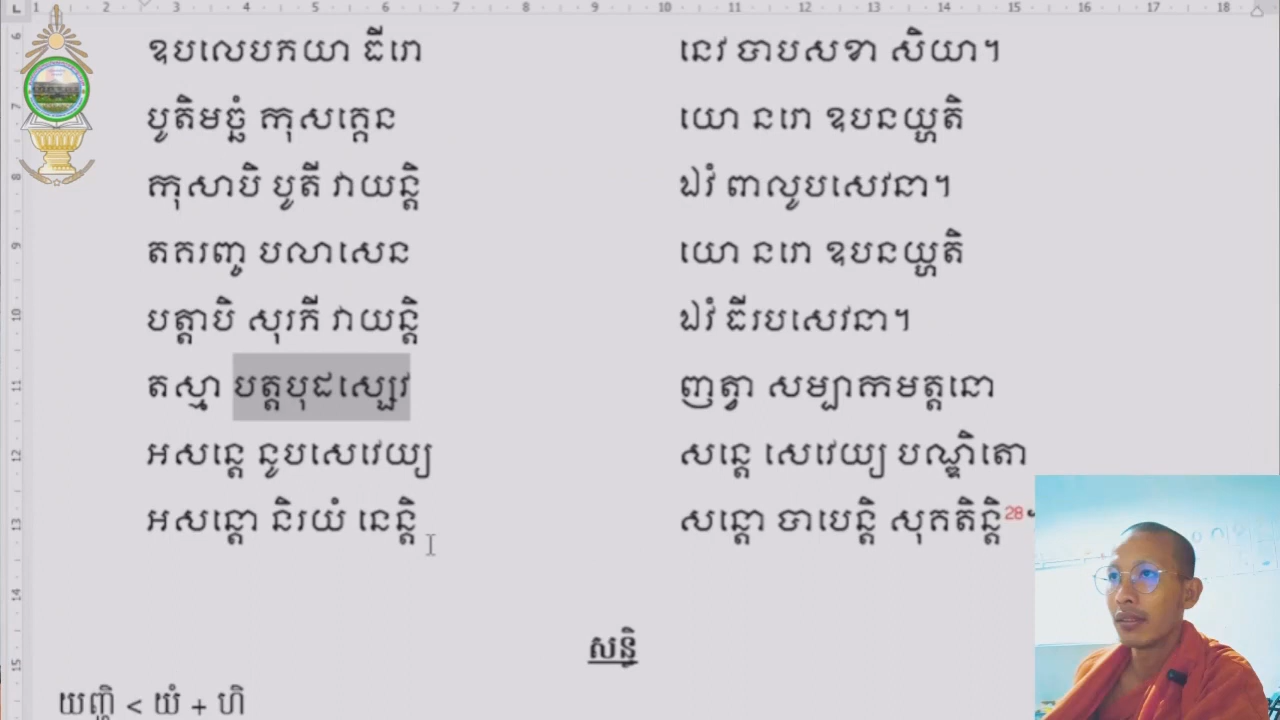 ឧបលេបភយា ធីរោ នេវ បាបសខា សិយា។
បូតិមច្ឆំ កុសគ្គេន យោ នរោ ឧបនយ្ហតិ
កុសាបិ បូតី វាយន្តិ ឯវំ ពាលូបសេវនា។
តគរញ្ច បលាសេន យោ នរោ ឧបនយ្ហតិ
បត្តាបិ សុរភី វាយន្តិ ឯវំ ធីរបសេវនា។
តស្មា បត្តបុដស្សេវ ញត្វា សម្បាកមត្តនោ
អសន្តេ នូបសេវេយ្យ សន្តេ សេវេយ្យ បណ្ឌិតោ
អសន្តោ និរយំ នេន្តិ សន្តោ បាបេន្តិ សុគតិន្តិ28
សន្ធិ
យញ្ហិ < យំ + ហិ